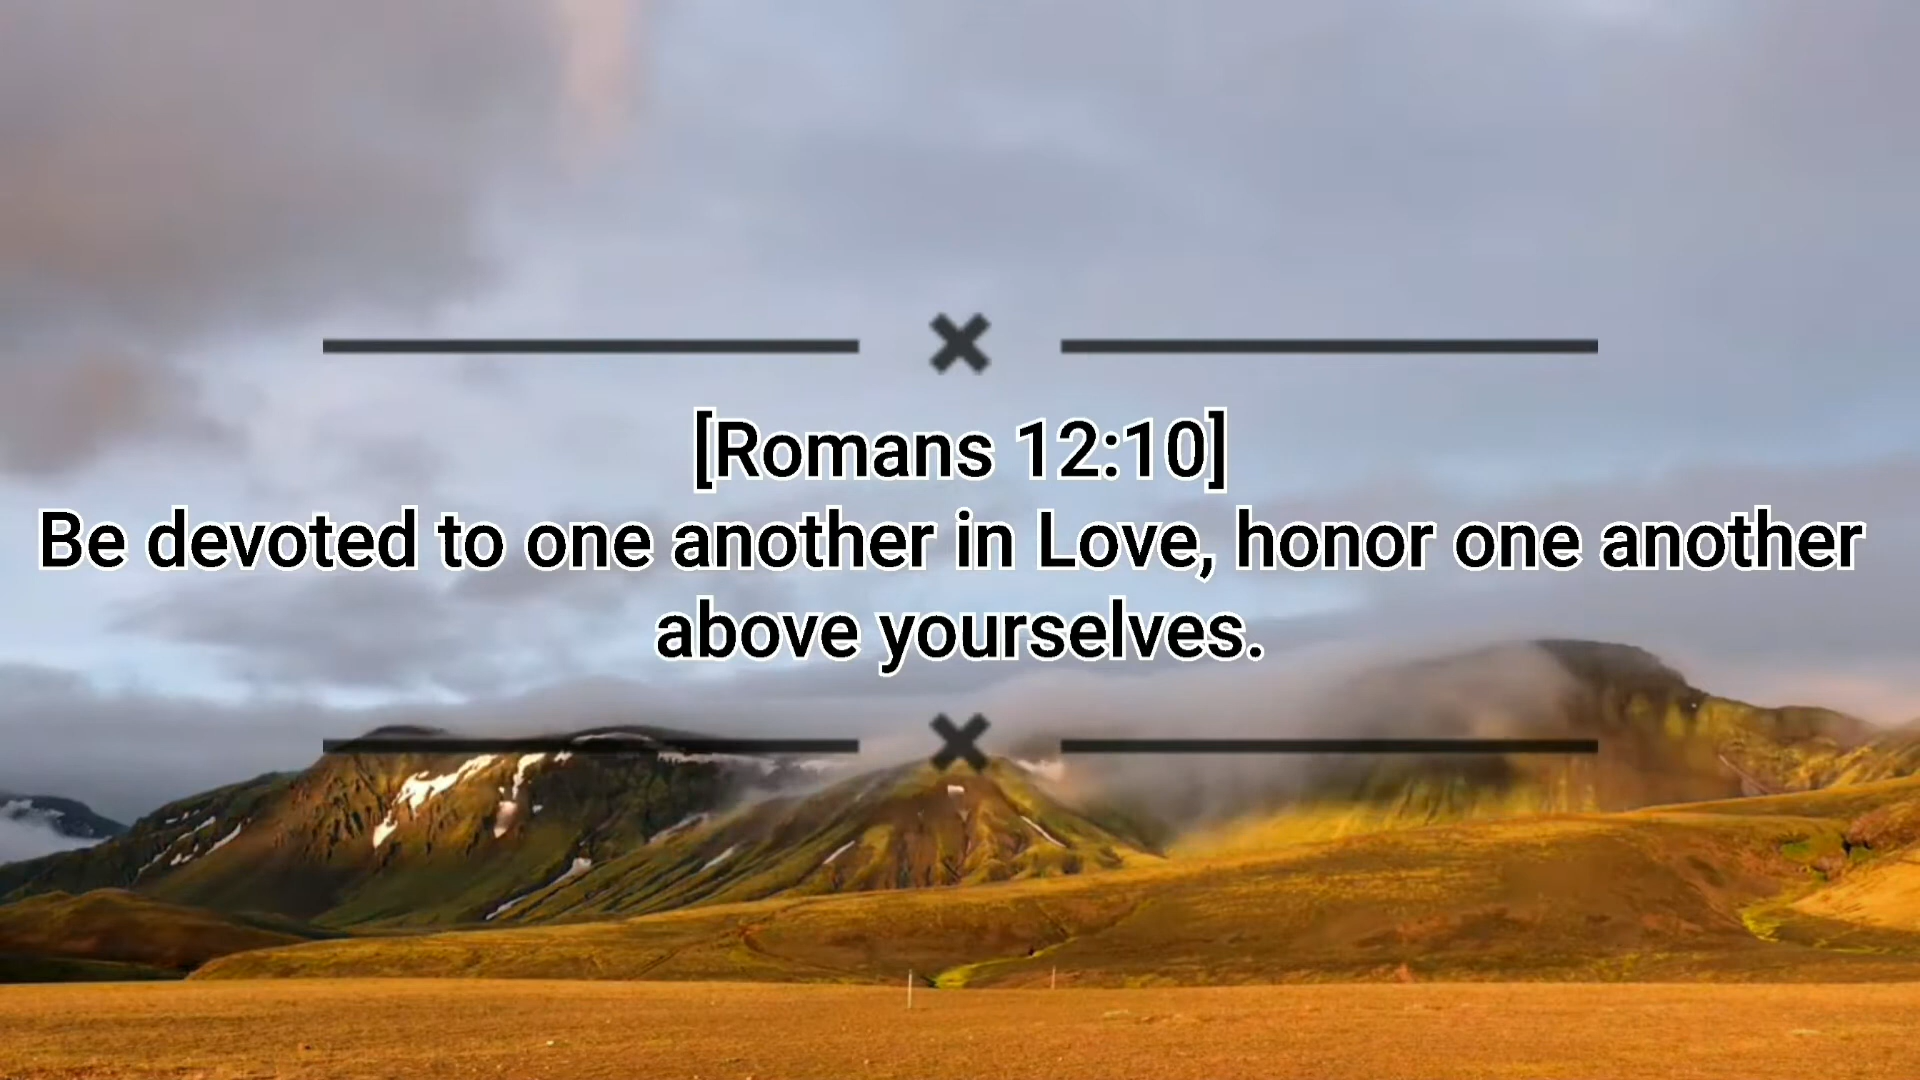 [Romans 12:10]
Be devoted to one another in Love, honor one another
above yourselves.